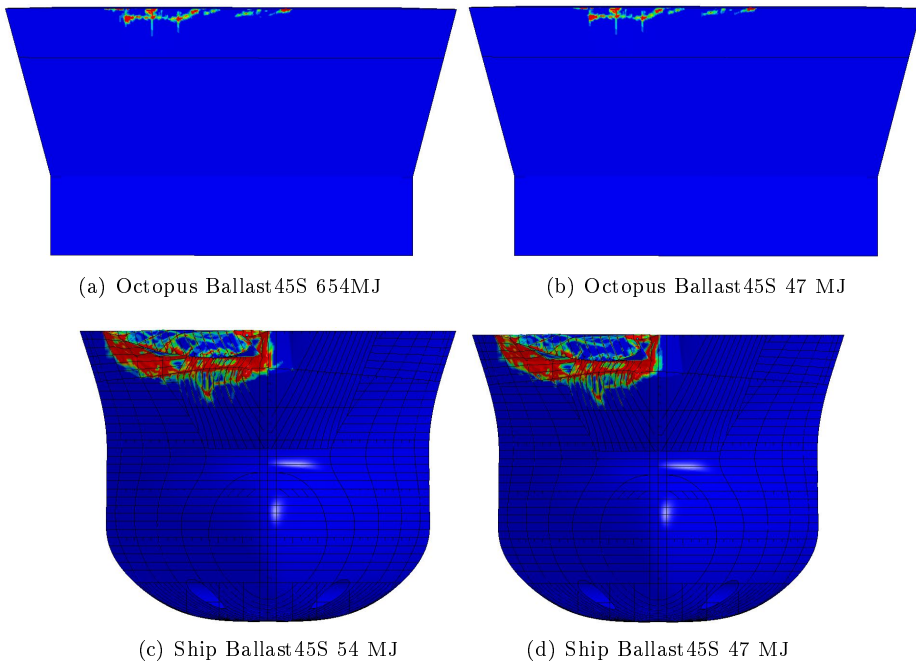 (a) Octopus Ballast45S 654MJ
(b) Octopus Ballast45S 47 MJ
(c) Ship Ballast45S 54 MJ
(d) Ship Ballast45S 47 MJ